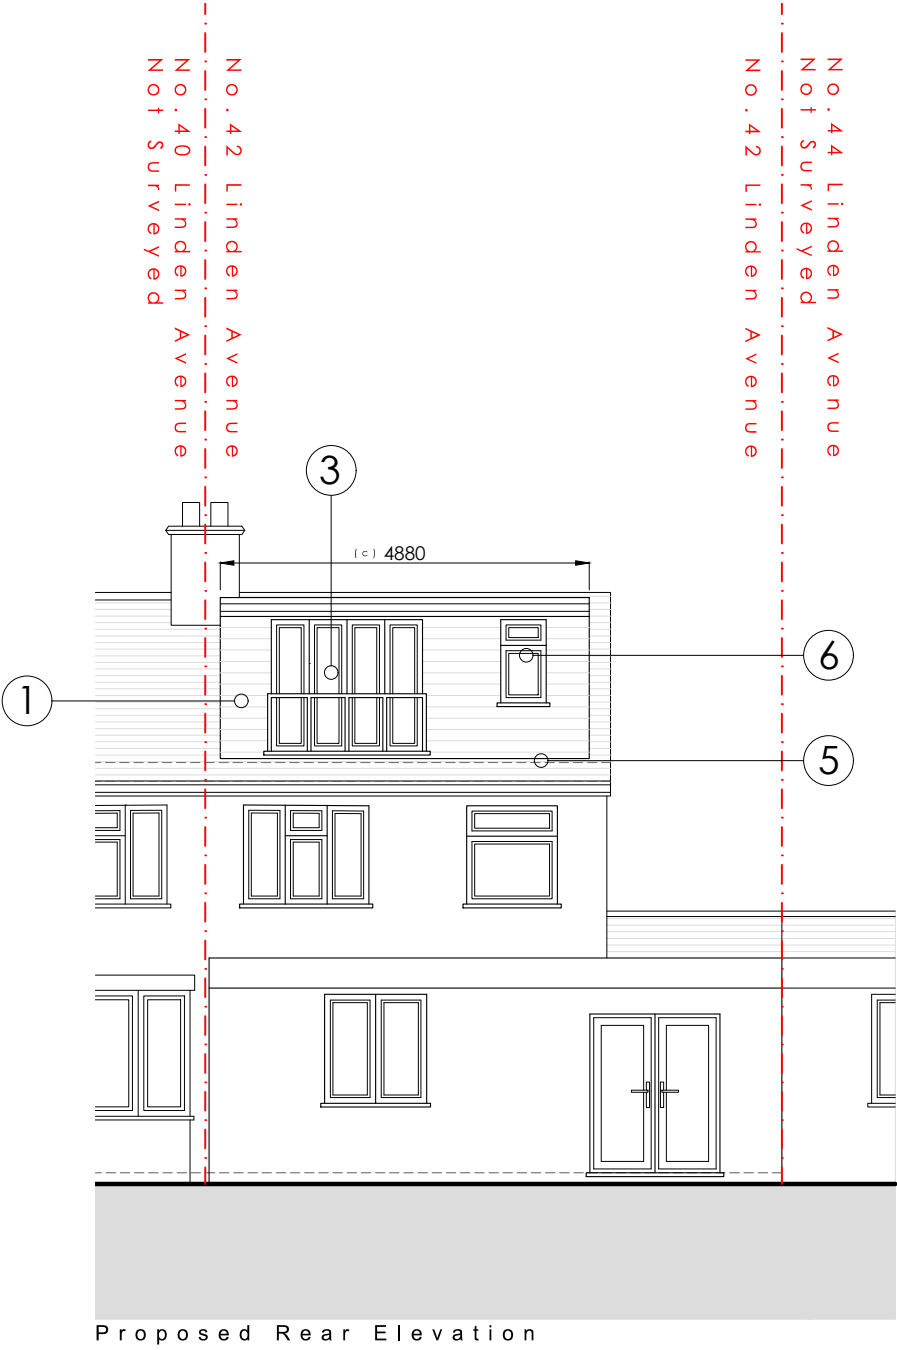 No.40 Linden Avenue
Not Surveyed
No.42 Linden Avenue
No.42 Linden Avenue
No.44 Linden Avenue
Not Surveyed
3
(c) 4880
6
1
5
Proposed Rear Elevation